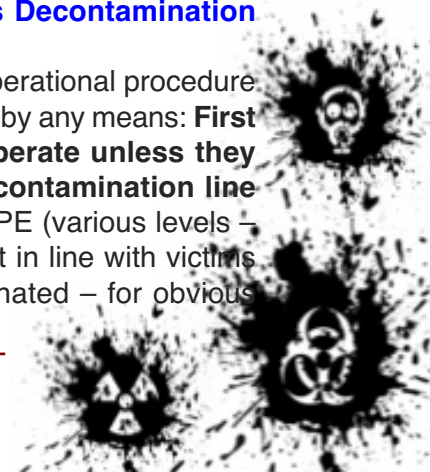 s Decontamination
perational procedure
by any means: First
perate unless they
contamination line
PE (various levels –
t in line with victims
nated – for obvious